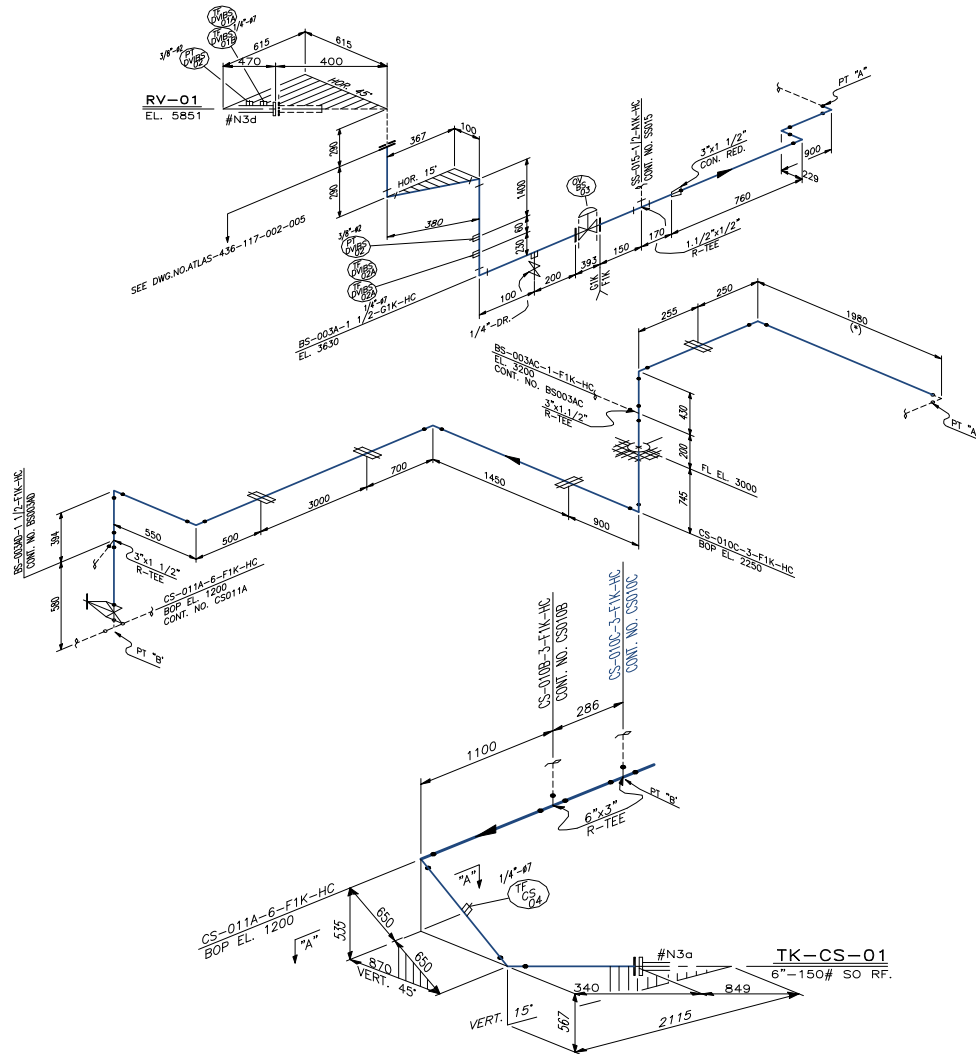 TF
DVIBS
01A
TF
DVIBS
01B
1/4"-ø7
3/8"-ø2
PT
DVIBS
02
615
615
470
400
HOR. 45°
RV-01
EL. 5851
#N3d
290
290
367
100
HOR. 15°
380
1400
60
230
SEE DWG.NO.ATLAS-436-117-002-005
3/8"-ø2
PT
DVIBS
02
TF
DVIBS
02A
TF
DVIBS
02A
1/4"-ø7
BS-003A-1 1/2-G1K-HC
EL. 3630
100
1/4"-DR.
200
393
G1K
F1K
150
170
1.1/2"x1/2"
R-TEE
OV
BS
03
SS-015-1/2-A1K-HC
CONT. NO. SS015
3"x1 1/2"
CON. RED.
760
229
900
PT "A"
255
250
1980
(*)
PT "A
BS-003AC-1-F1K-HC
EL. 3200
CONT. NO. BS003AC
3"x1.1/2"
R-TEE
430
200
FL EL. 3000
745
CS-010C-3-F1K-HC
BOP EL. 2250
BS-003AD-1 1/2-F1K-HC
CONT. NO. BS003AD
394
580
550
500
3000
700
1450
900
3"x1 1/2"
R-TEE
CS-011A-6-F1K-HC
BOP EL. 1200
CONT. NO. CS011A
PT "B'
CS-010B-3-F1K-HC
CONT. NO. CS010B
CS-010C-3-F1K-HC
CONT. NO. CS010C
286
1100
6"x3"
R-TEE
PT "B'
"A"
1/4"-ø7
TF
CS
04
CS-011A-6-F1K-HC
BOP EL. 1200
"A"
535
650
650
870
VERT. 45°
#N3a
TK-CS-01
6"-150# SO RF.
340
849
VERT. 15°
567
2115